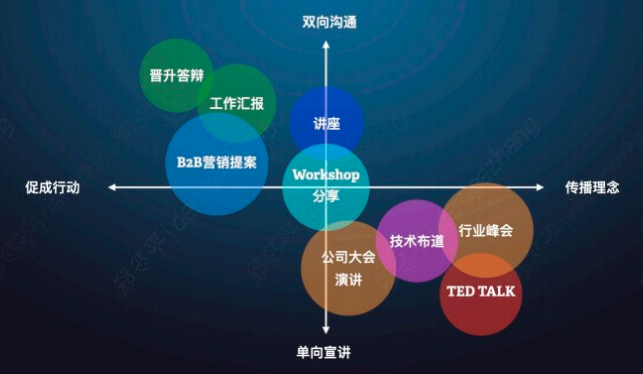 双向沟通
晋升答辩
工作汇报
讲座
B2B营销提案
Workshop
分享
促成行动
传播理念
技术布道
行业峰会
公司大会
演讲
TED TALK
单向宣讲